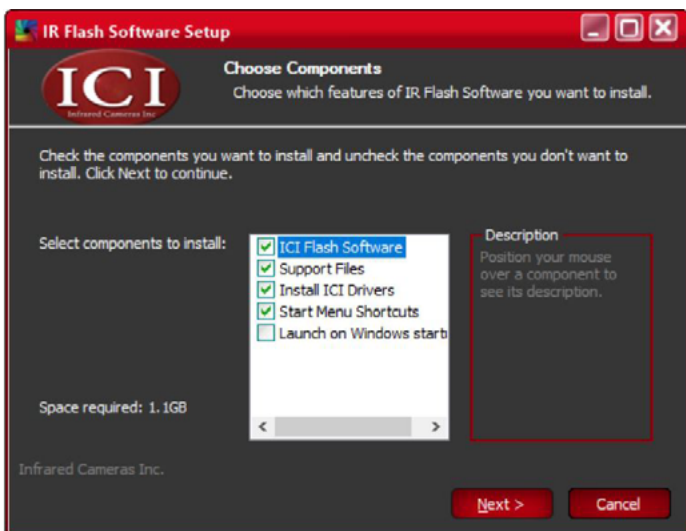 IR Flash Software Setup
ICI
Infrared Cameras Inc
Choose Components
Choose which features of IR Flash Software you want to install.
Check the components you want to install and uncheck the components you don't want to
install. Click Next to continue.
Select components to install:
ICI Flash Software
Support Files
Install ICI Drivers
Start Menu Shortcuts
Launch on Windows start
Description
Position your mouse
over a component to
see its description.
Space required: 1.1GB
Infrared Cameras Inc.
Next >
Cancel